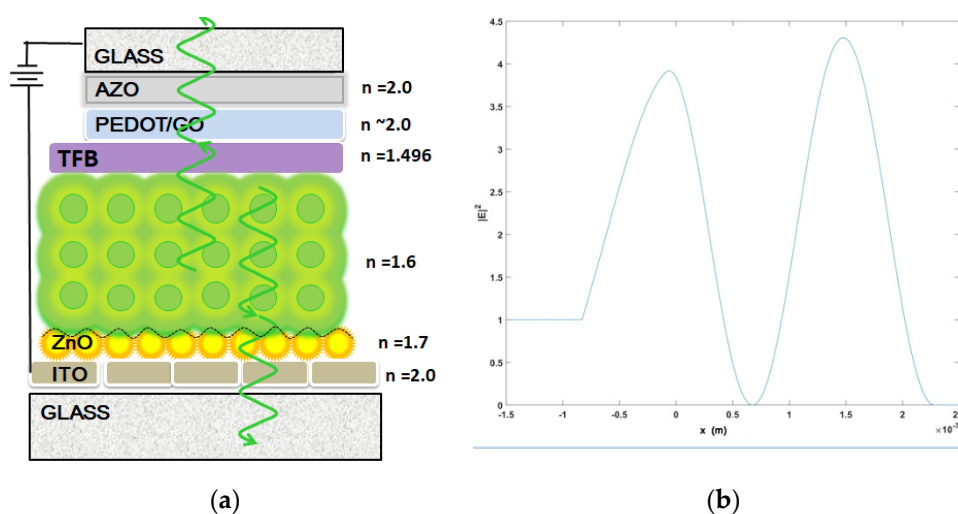 GLASS
AZO
n =2.0
PEDOT/GO
n ~2.0
TFB
n =1.496
n =1.6
ZnO
n =1.7
ITO
n =2.0
GLASS
(a)
4.5
4
3.5
3
2.5
2
1.5
1
0.5
0
|E|²
-1.5
-1
-0.5
0
0.5
1
1.5
2
x (m)
(b)